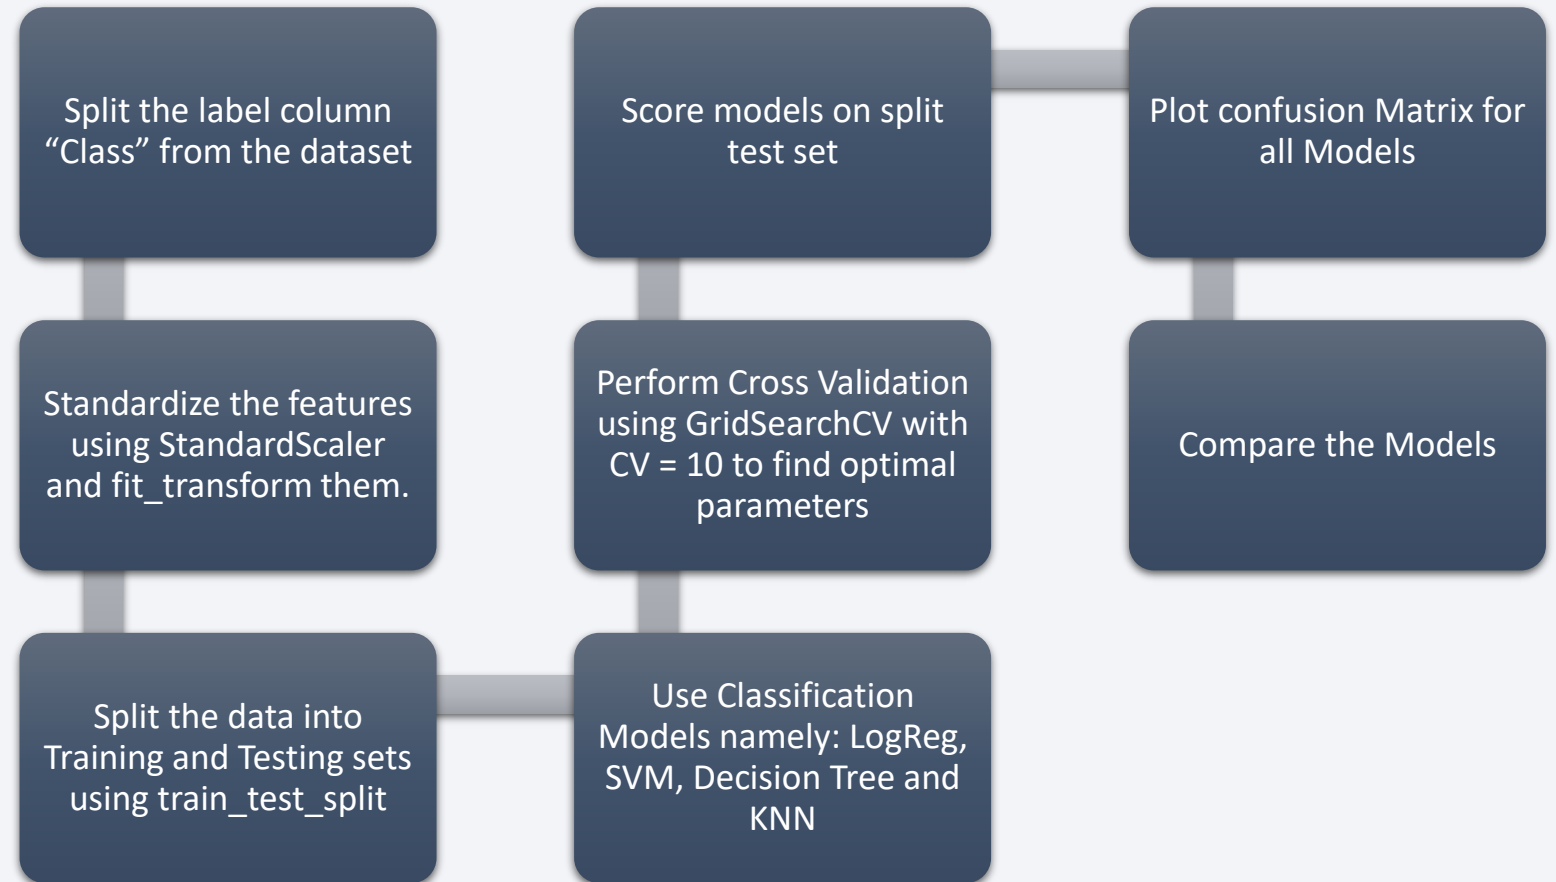 Split the label column
“Class” from the dataset
Standardize the features
using StandardScaler
and fit_transform them.
Split the data into
Training and Testing sets
using train_test_split
Use Classification
Models namely: LogReg,
SVM, Decision Tree and
KNN
Perform Cross Validation
using GridSearchCV with
CV = 10 to find optimal
parameters
Score models on split
test set
Plot confusion Matrix for
all Models
Compare the Models